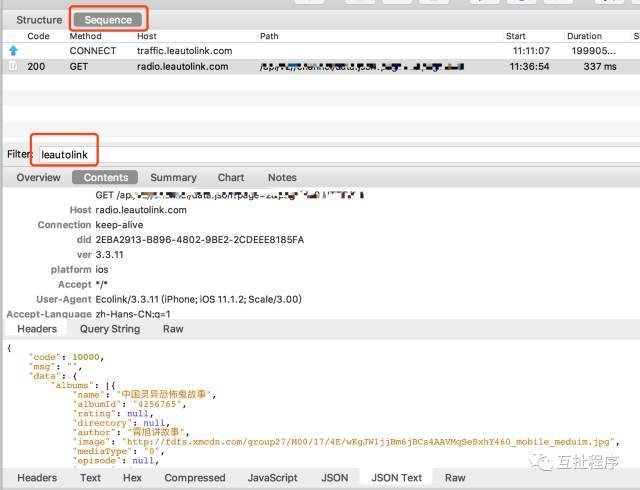 Structure Sequence
Code Method Host Path Start Duration
CONNECT traffic.leautolink.com 11:11:07 199905...
200 GET radio.leautolink.com 11:36:54 337 ms
Filter: leautolink
Overview Contents Summary Chart Notes
GET /api
Host radio.leautolink.com
Connection keep-alive
did 2EBA2913-B896-4802-9BE2-2CDEEE8185FA
ver 3.3.11
platform ios
Accept */*
User-Agent Ecolink/3.3.11 (iPhone; iOS 11.1.2; Scale/3.00)
Accept-Language zh-Hans-CN;q=1
Headers Query String Raw
{
"code": 10000,
"msg": "",
"data": {
"albums": [{
"name": "中国灵异恐怖鬼故事",
"albumId": "4256765",
"rating": null,
"directory": null,
"author": "霄旭讲故事",
"image": "http://fdfs.xmcdn.com/group27/M00/17/4E/wKgJW1jjBm6jBCs4AAVMqSeBxhY460_mobile_meduim.jpg",
"mediaType": "0",
"episode": null,
互扯程序
Headers Text Hex Compressed JavaScript JSON JSON Text Raw